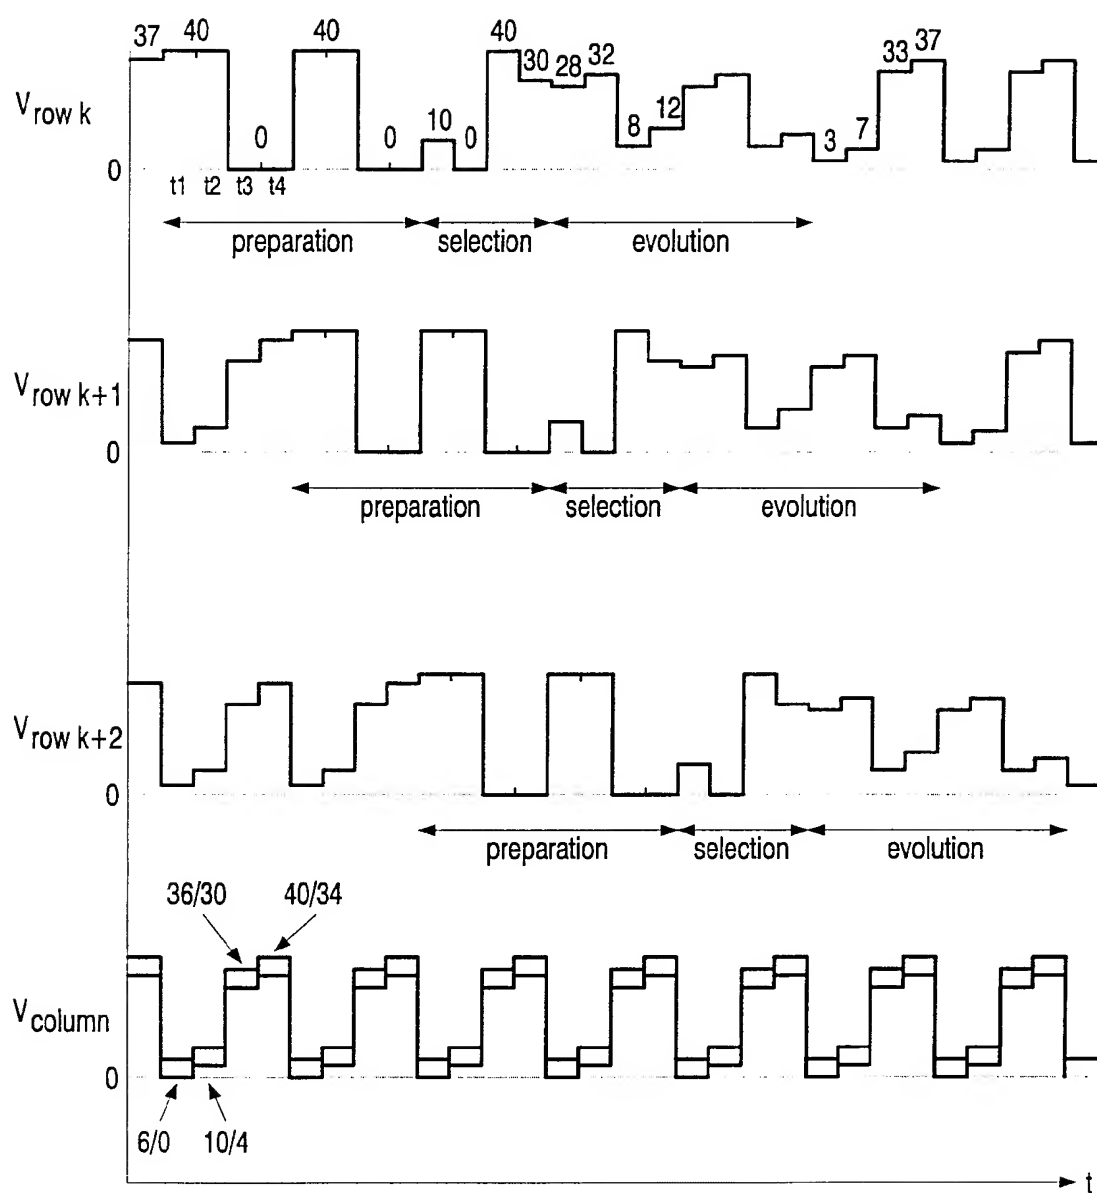 37 40 40 40 30 28 32 33 37
V row k
0 0 10 0 8 12 3 7
0
t1 t2 t3 t4
preparation selection evolution
V row k+1
0
preparation selection evolution
V row k+2
0
preparation selection evolution
36/30 40/34
V column
0
6/0 10/4
t